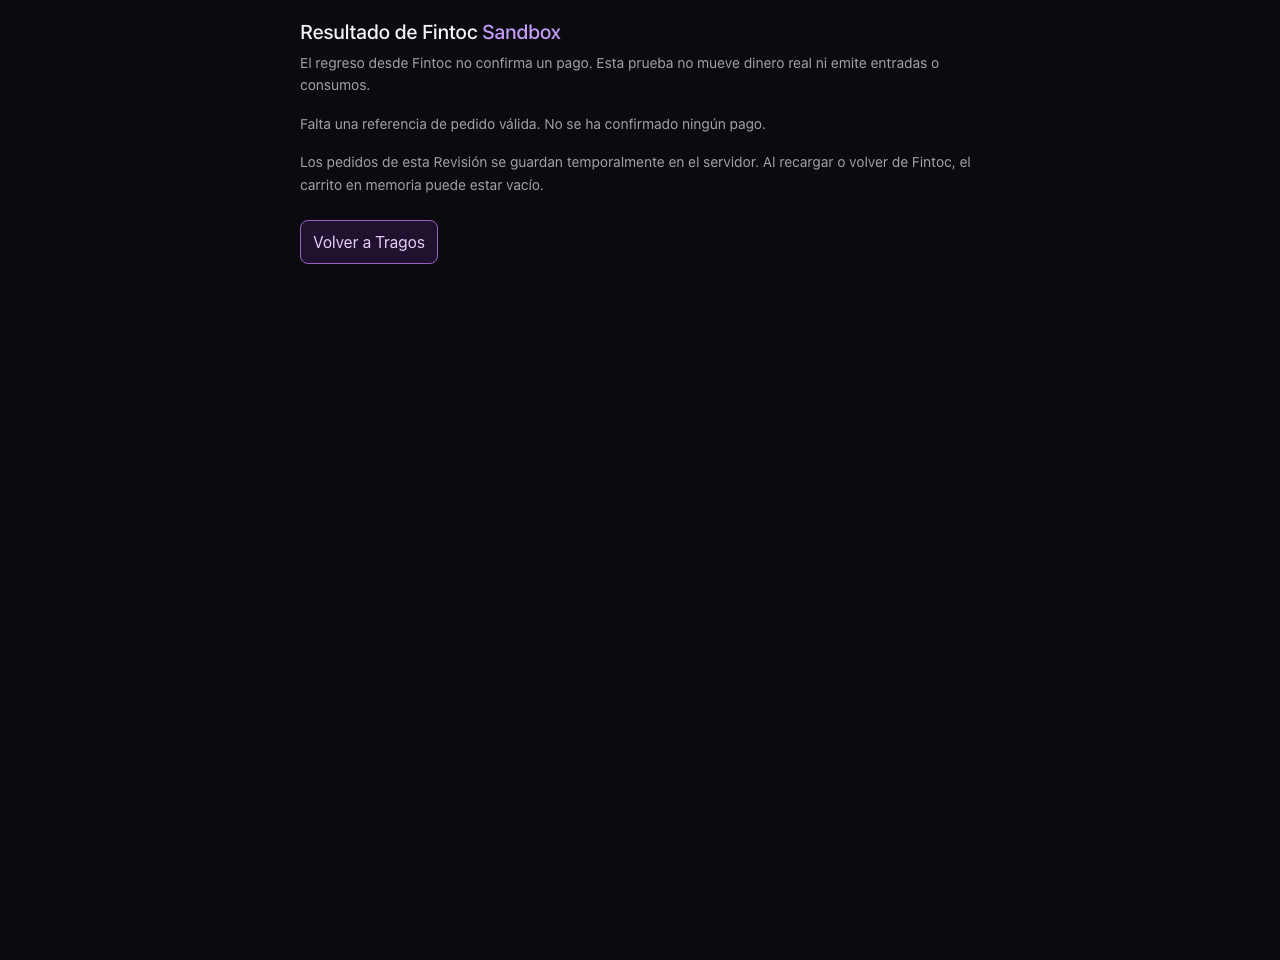 Resultado de Fintoc Sandbox
El regreso desde Fintoc no confirma un pago. Esta prueba no mueve dinero real ni emite entradas o
consumos.
Falta una referencia de pedido válida. No se ha confirmado ningún pago.
Los pedidos de esta Revisión se guardan temporalmente en el servidor. Al recargar o volver de Fintoc, el
carrito en memoria puede estar vacío.
Volver a Tragos